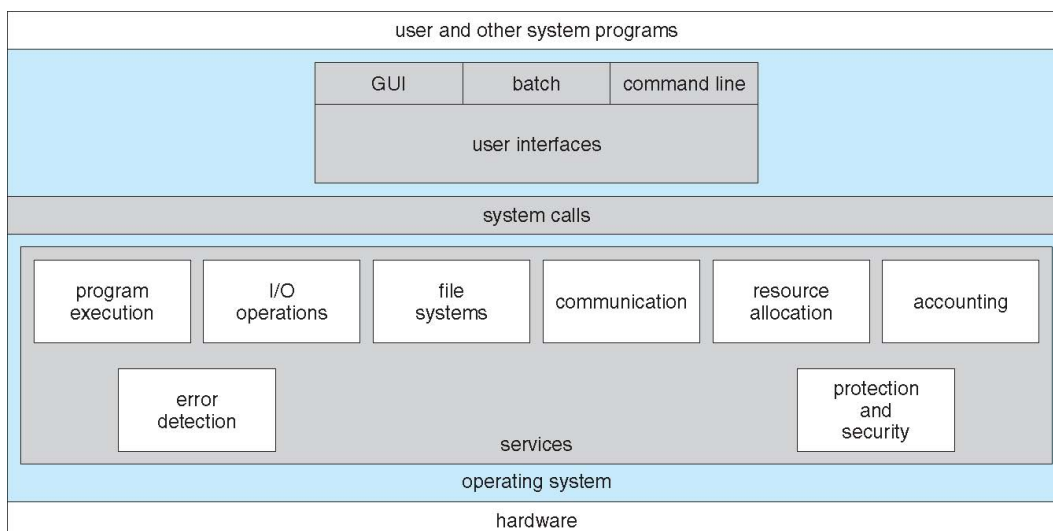 user and other system programs
GUI
batch
command line
user interfaces
system calls
program
execution
I/O
operations
file
systems
communication
resource
allocation
accounting
error
detection
protection
and
security
services
operating system
hardware